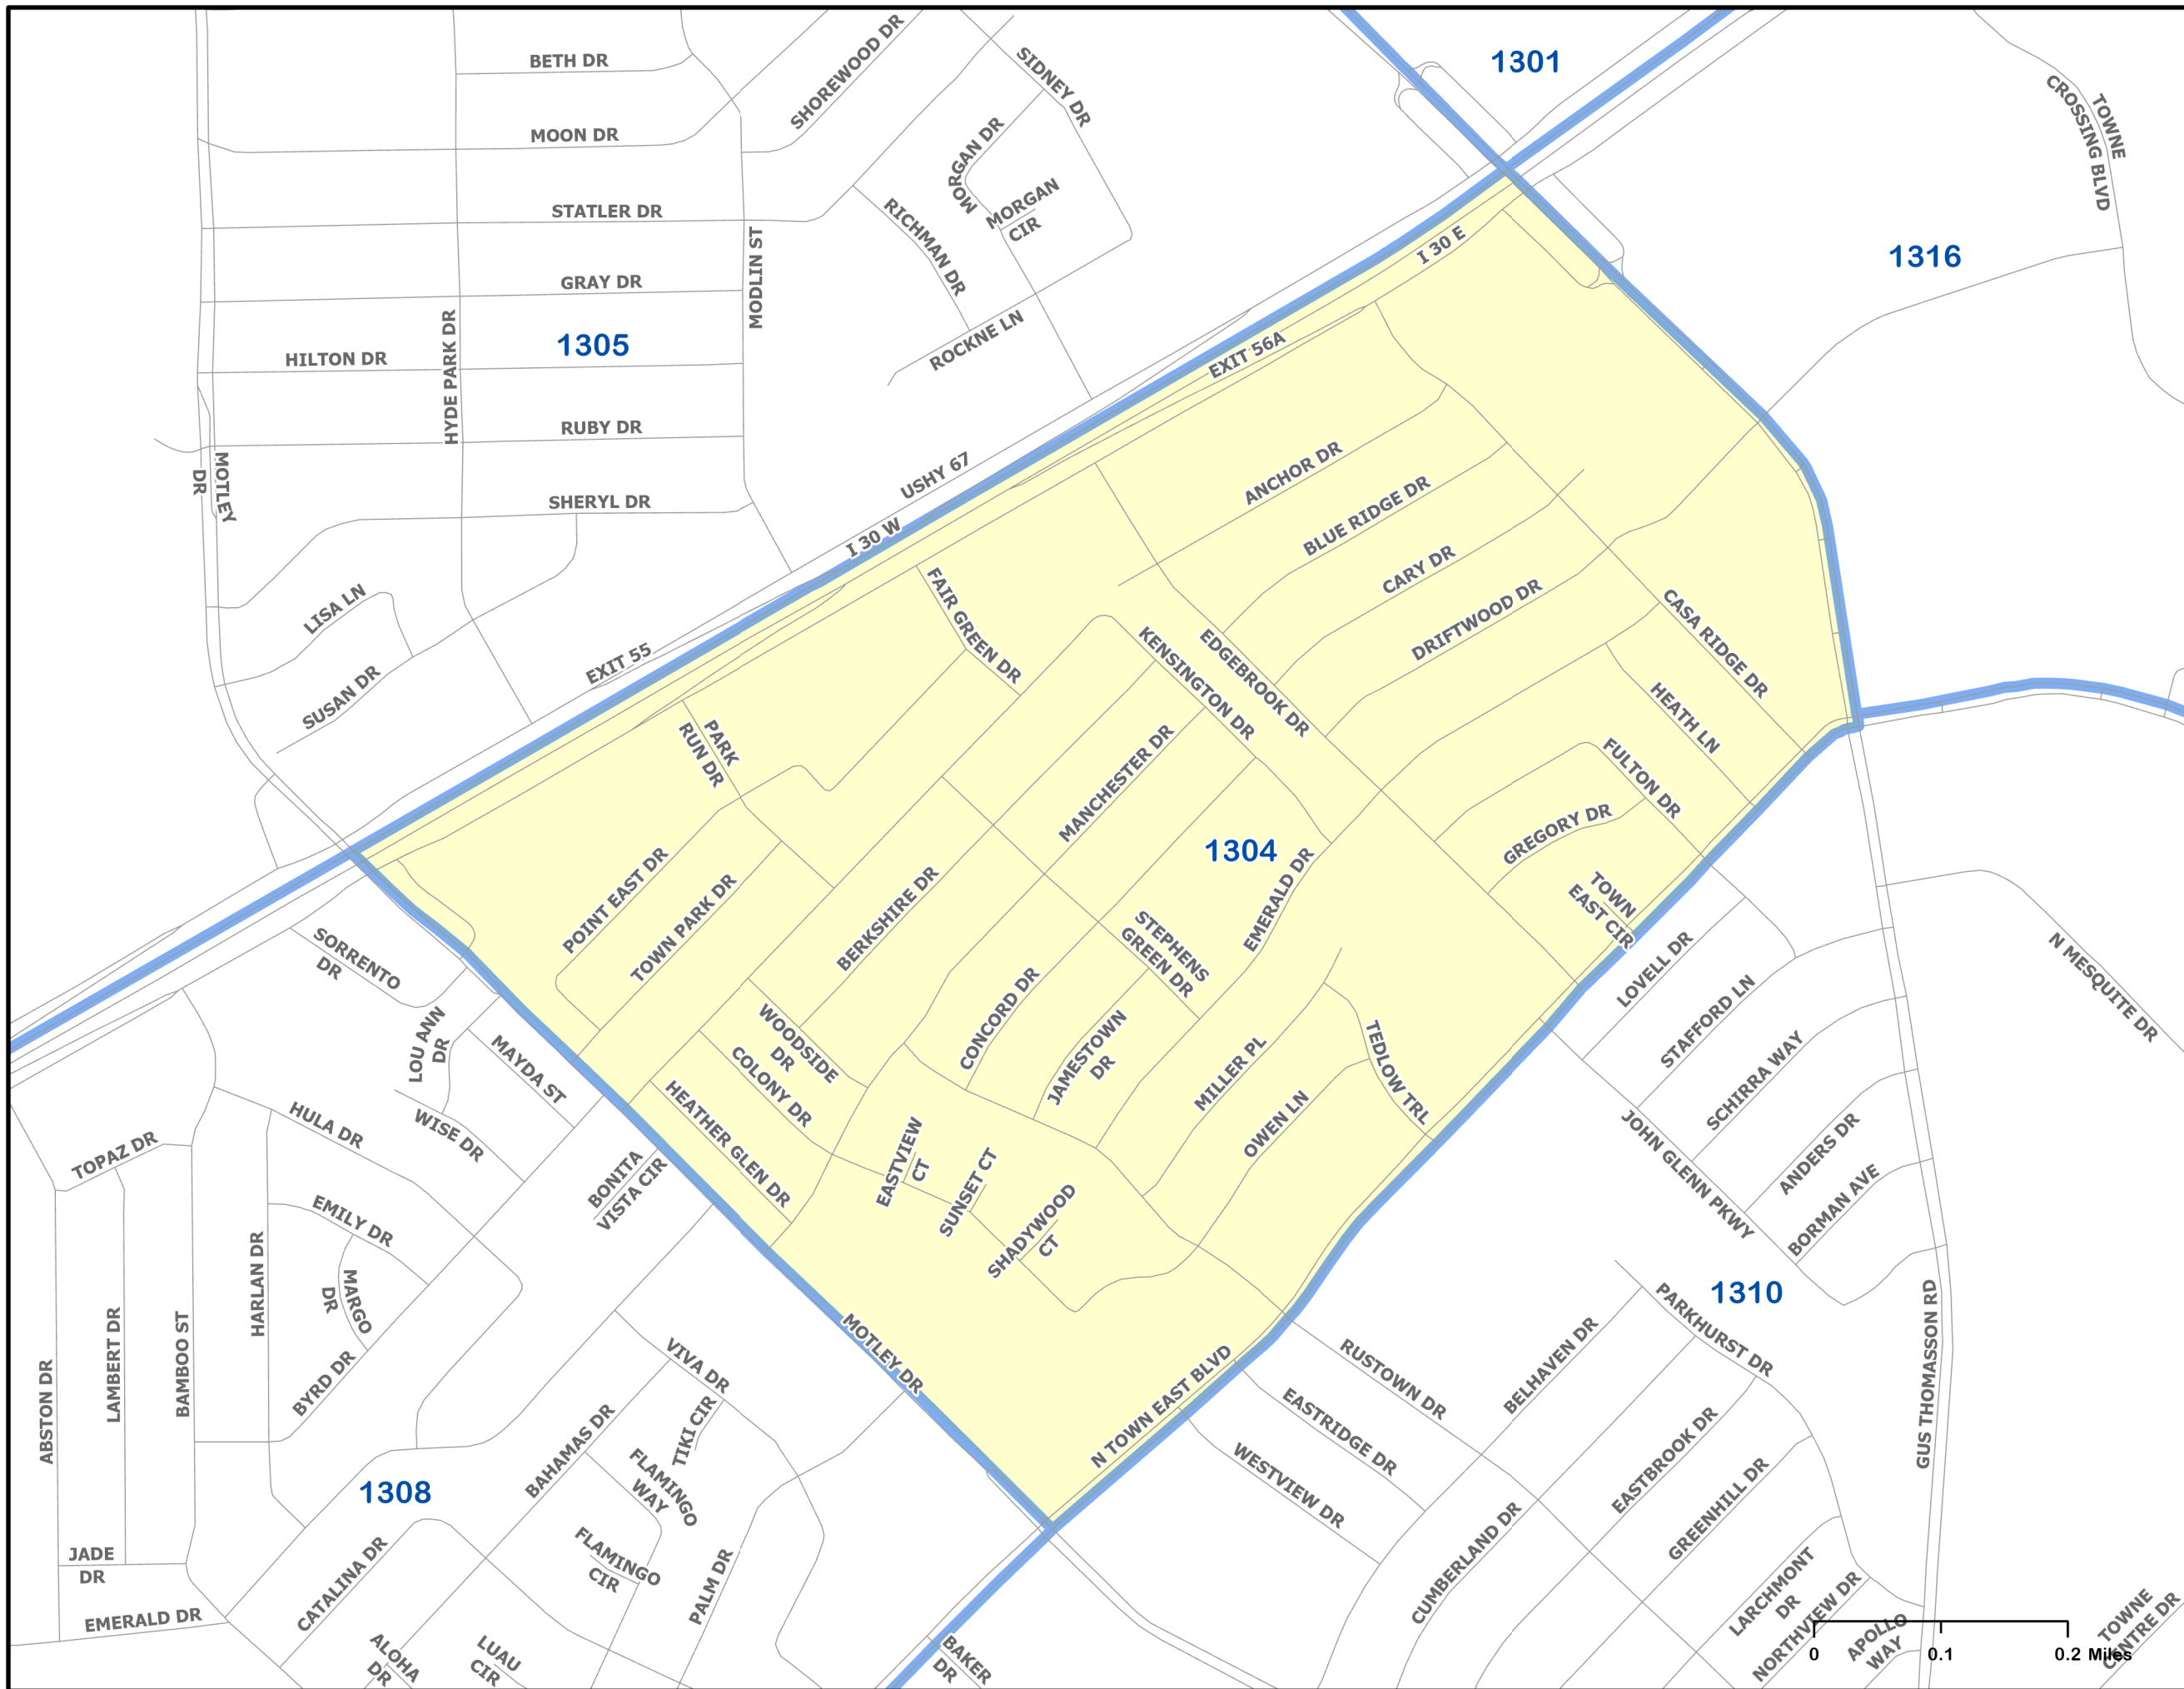 BETH DR
SHOREWOOD DR
SIDNEY DR
1301
TOWNE
CROSSING BLVD
MOON DR
MORGAN DR
MORGAN
CIR
STATLER DR
RICHMAN DR
MODLIN ST
I 30 E
1316
GRAY DR
HYDE PARK DR
1305
ROCKNE LN
HILTON DR
EXIT 56A
RUBY DR
MOTLEY
DR
USHY 67
ANCHOR DR
SHERYL DR
I 30 W
BLUE RIDGE DR
CARY DR
LISA LN
FAIR GREEN DR
DRIFTWOOD DR
CASA RIDGE DR
EXIT 55
KENSINGTON DR
EDGEBROOK DR
SUSAN DR
HEATH LN
PARK
RUN DR
MANCHESTER DR
FULTON DR
GREGORY DR
1304
POINT EAST DR
TOWN PARK DR
BERKSHIRE DR
EMERALD DR
TOWN
EAST CIR
STEPHENS
GREEN DR
SORRENTO
DR
LOVELL DR
N MESQUITE DR
CONCORD DR
STAFFORD LN
LOU ANN
DR
MAYDA ST
WOODSIDE
DR
COLONY DR
JAMESTOWN
DR
MILLER PL
TEDLOW TRL
SCHIRRA WAY
HULA DR
WISE DR
HEATHER GLEN DR
OWEN LN
JOHN GLENN PKWY
ANDERS DR
TOPAZ DR
EASTVIEW
CT
SUNSET CT
BONITA
VISTA CIR
BORMAN AVE
EMILY DR
SHADYWOOD
CT
HARLAN DR
MARGO
DR
1310
PARKHURST DR
GUS THOMASSON RD
LAMBERT DR
BAMBOO ST
MOTLEY DR
VIVA DR
RUSTOWN DR
BELHAVEN DR
ABSTON DR
BYRD DR
N TOWN EAST BLVD
EASTRIDGE DR
BAHAMAS DR
TIKI CIR
FLAMINGO
WAY
WESTVIEW DR
EASTBROOK DR
GREENHILL DR
1308
CUMBERLAND DR
JADE
DR
CATALINA DR
FLAMINGO
CIR
PALM DR
LARCHMONT
DR
NORTHVIEW DR
EMERALD DR
ALOHA
DR
LUAU
CIR
BAKER
DR
APOLLO
WAY
TOWNE
CENTRE DR
0 0.1 0.2 Miles